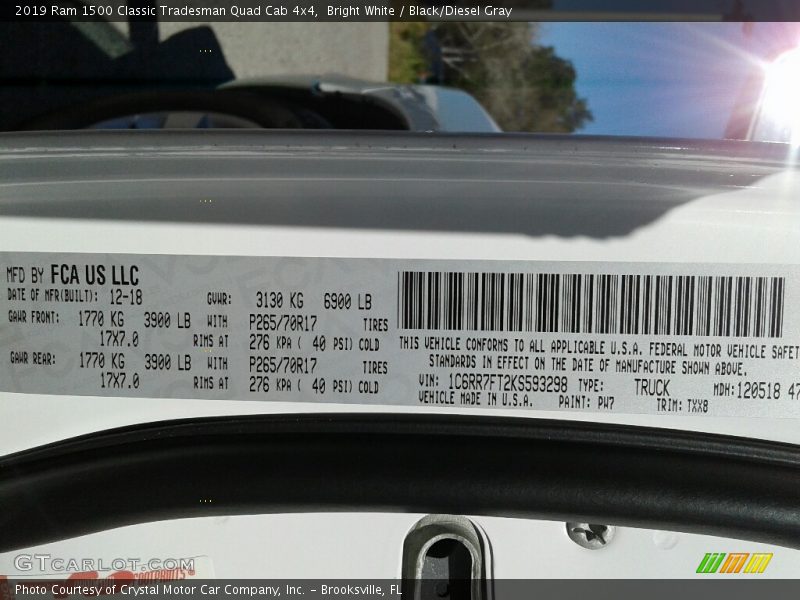 2019 Ram 1500 Classic Tradesman Quad Cab 4x4, Bright White / Black/Diesel Gray
MFD BY FCA US LLC
DATE OF MFR(BUILT): 12-18 GVWR: 3130 KG 6900 LB
GAWR FRONT: 1770 KG 3900 LB WITH P265/70R17 TIRES
17X7.0 RIMS AT 276 KPA ( 40 PSI) COLD
GAWR REAR: 1770 KG 3900 LB WITH P265/70R17 TIRES
17X7.0 RIMS AT 276 KPA ( 40 PSI) COLD
THIS VEHICLE CONFORMS TO ALL APPLICABLE U.S.A. FEDERAL MOTOR VEHICLE SAFET
STANDARDS IN EFFECT ON THE DATE OF MANUFACTURE SHOWN ABOVE.
VIN: 1C6RR7FT2KS593298 TYPE: TRUCK MDH:120518 47
VEHICLE MADE IN U.S.A. PAINT: PW7 TRIM: TXX8
GTCARLOT.COM
Photo Courtesy of Crystal Motor Car Company, Inc. - Brooksville, FL